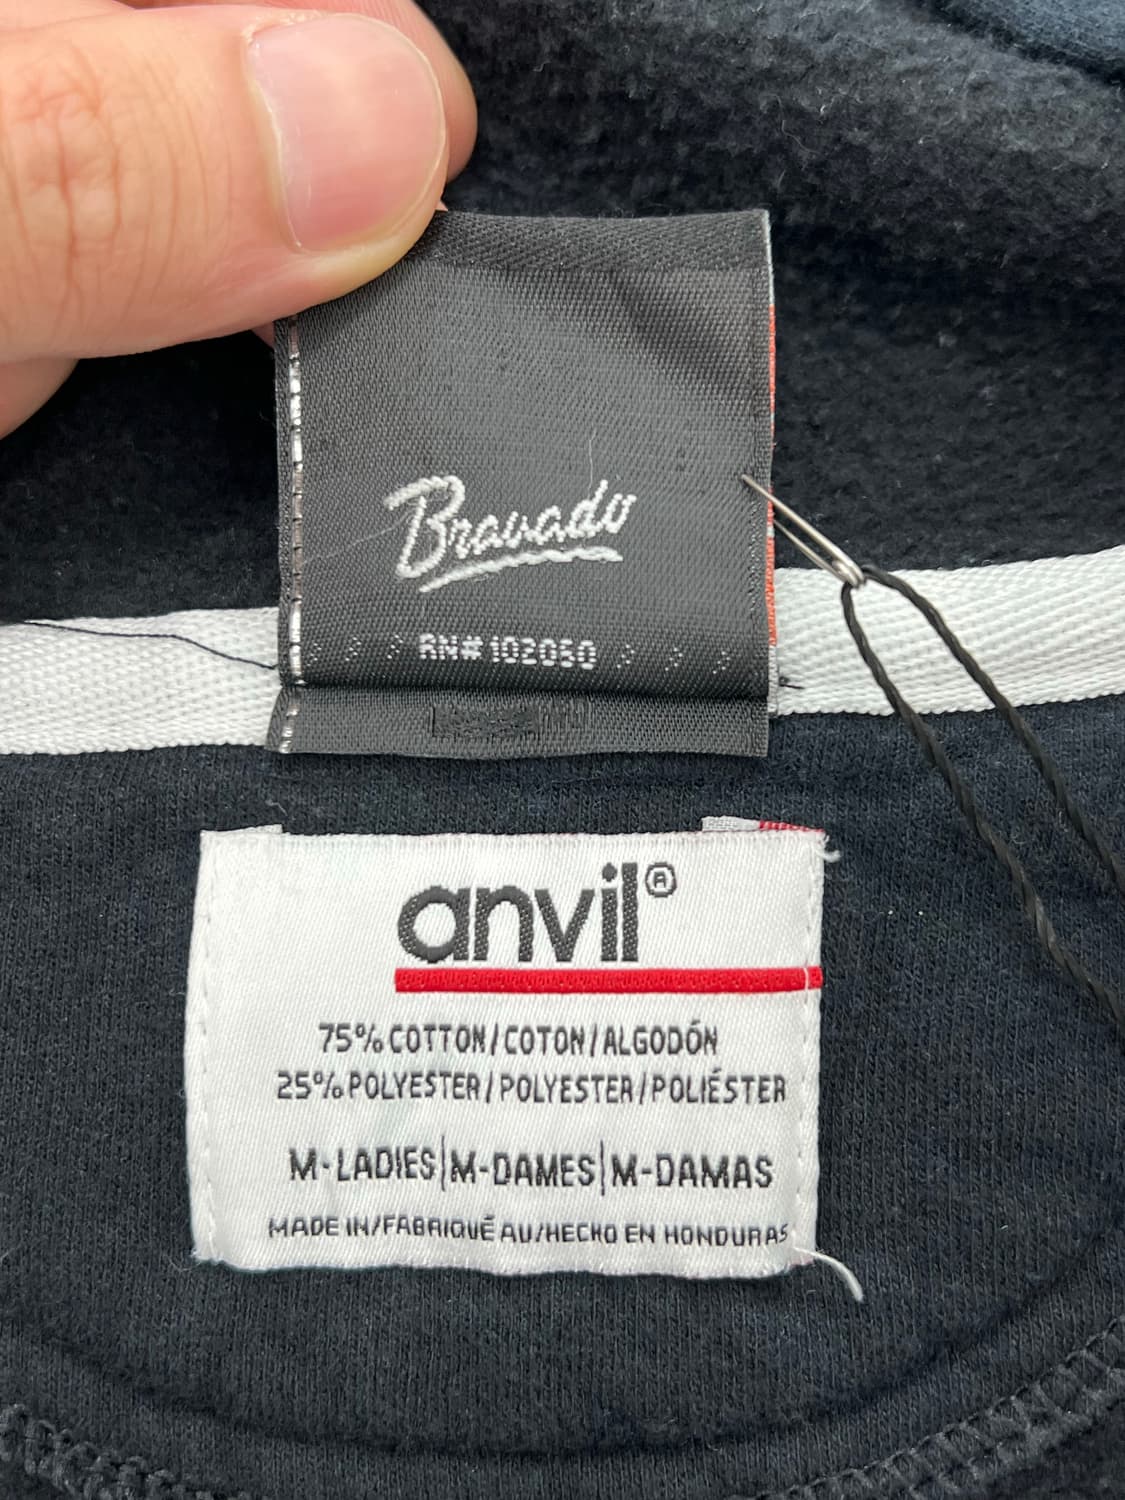 Bravado
RN# 102050
anvil®
75% COTTON/COTON/ALGODÓN
25% POLYESTER/POLYESTER/POLIÉSTER
M-LADIES|M-DAMES|M-DAMAS
MADE IN/FABRIQUÉ AU/HECHO EN HONDURAS